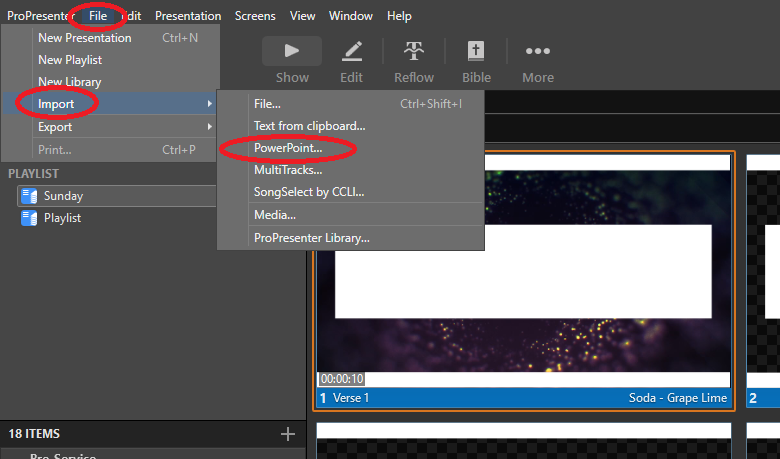 ProPresenter File Edit Presentation Screens View Window Help
New Presentation Ctrl+N
New Playlist
New Library
Import
Export
Print... Ctrl+P
Show Edit Reflow Bible More
File... Ctrl+Shift+I
Text from clipboard...
PowerPoint...
MultiTracks...
SongSelect by CCLI...
Media...
ProPresenter Library...
PLAYLIST
Sunday
Playlist
00:00:10
1 Verse 1 Soda - Grape Lime
2
18 ITEMS
Pre-Service